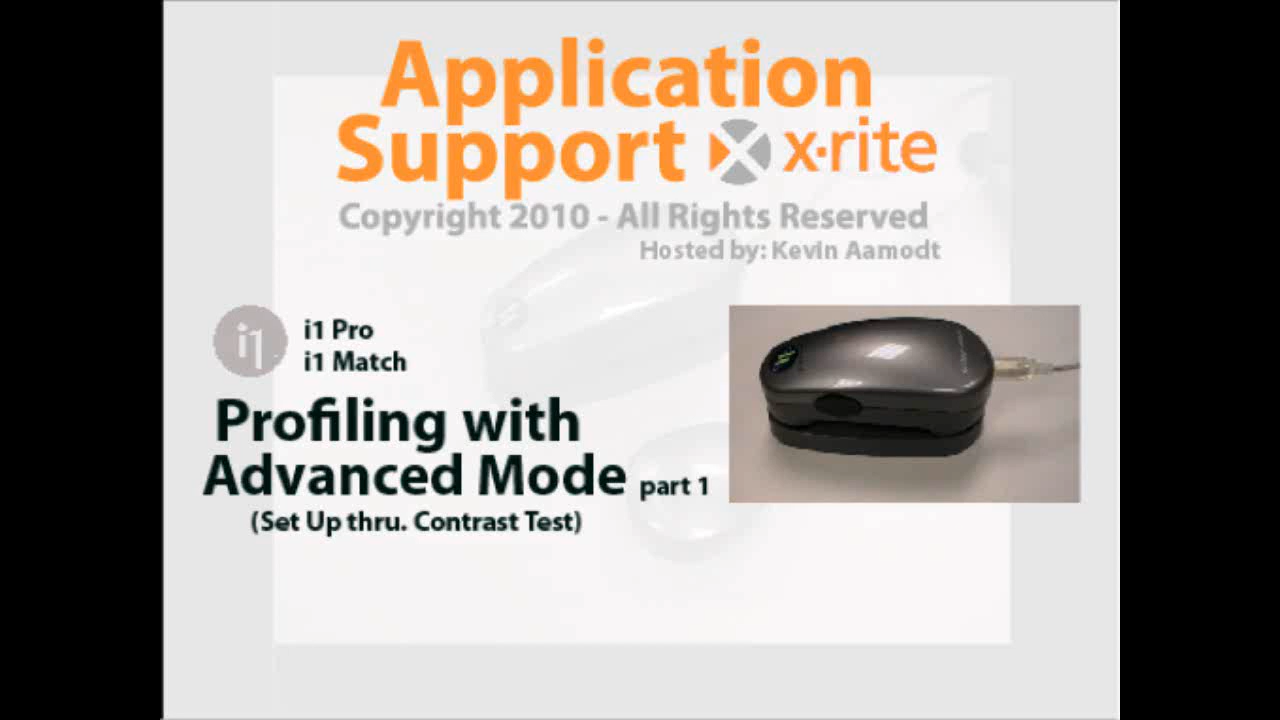 Application
Support x·rite
Copyright 2010 - All Rights Reserved
Hosted by: Kevin Aamodt
i1
i1 Pro
i1 Match
Profiling with
Advanced Mode part 1
(Set Up thru. Contrast Test)